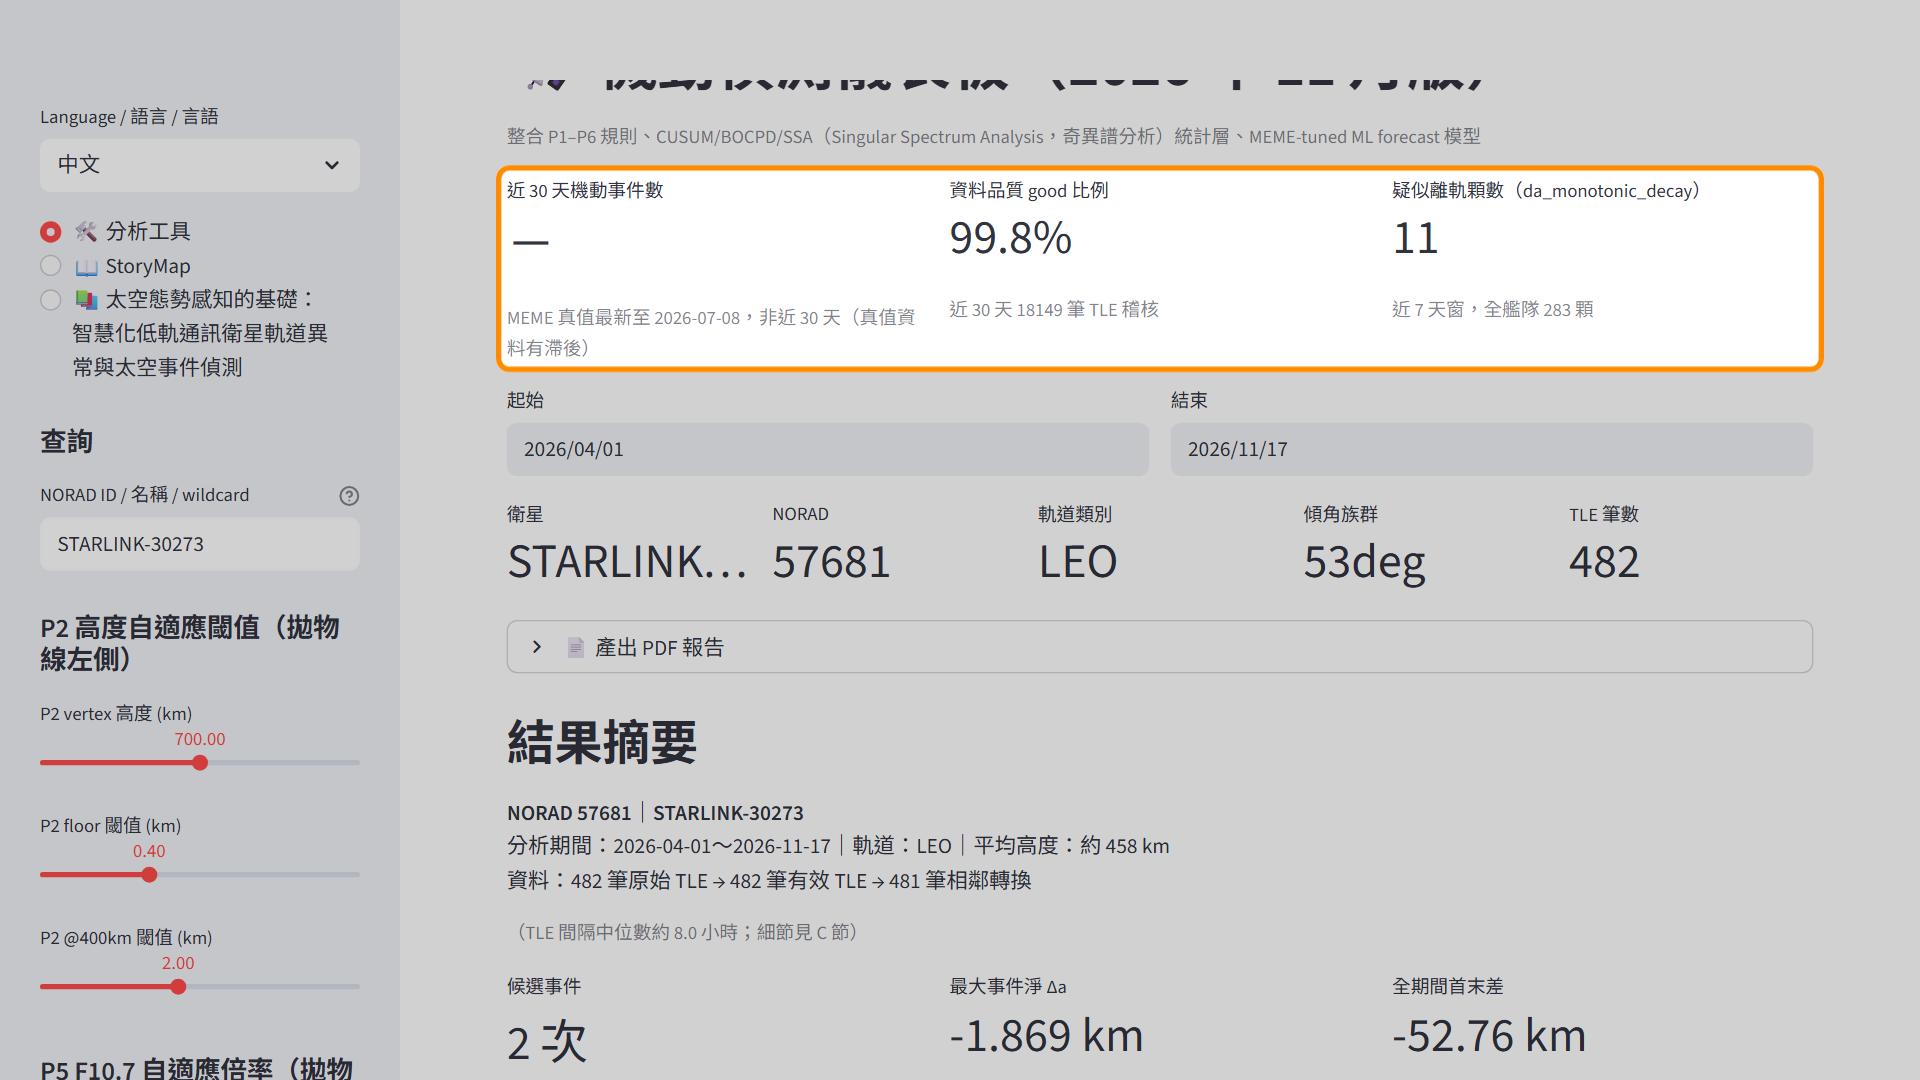 Language / 語言 / 言語
中文
🛠️ 分析工具
📖 StoryMap
📚 太空態勢感知的基礎：
智慧化低軌通訊衛星軌道異
常與太空事件偵測
查詢
NORAD ID / 名稱 / wildcard
STARLINK-30273
P2 高度自適應閾值（拋物
線左側）
P2 vertex 高度 (km)
700.00
P2 floor 閾值 (km)
0.40
P2 @400km 閾值 (km)
2.00
P5 F10.7 自適應倍率（拋物
整合 P1–P6 規則、CUSUM/BOCPD/SSA（Singular Spectrum Analysis，奇異譜分析）統計層、MEME-tuned ML forecast 模型
近 30 天機動事件數
—
MEME 真值最新至 2026-07-08，非近 30 天（真值資
料有滯後）
資料品質 good 比例
99.8%
近 30 天 18149 筆 TLE 稽核
疑似離軌顆數（da_monotonic_decay）
11
近 7 天窗，全艦隊 283 顆
起始
2026/04/01
結束
2026/11/17
衛星
STARLINK...
NORAD
57681
軌道類別
LEO
傾角族群
53deg
TLE 筆數
482
📄 產出 PDF 報告
結果摘要
NORAD 57681｜STARLINK-30273
分析期間：2026-04-01～2026-11-17｜軌道：LEO｜平均高度：約 458 km
資料：482 筆原始 TLE → 482 筆有效 TLE → 481 筆相鄰轉換
（TLE 間隔中位數約 8.0 小時；細節見 C 節）
候選事件
2 次
最大事件淨 Δa
-1.869 km
全期間首末差
-52.76 km